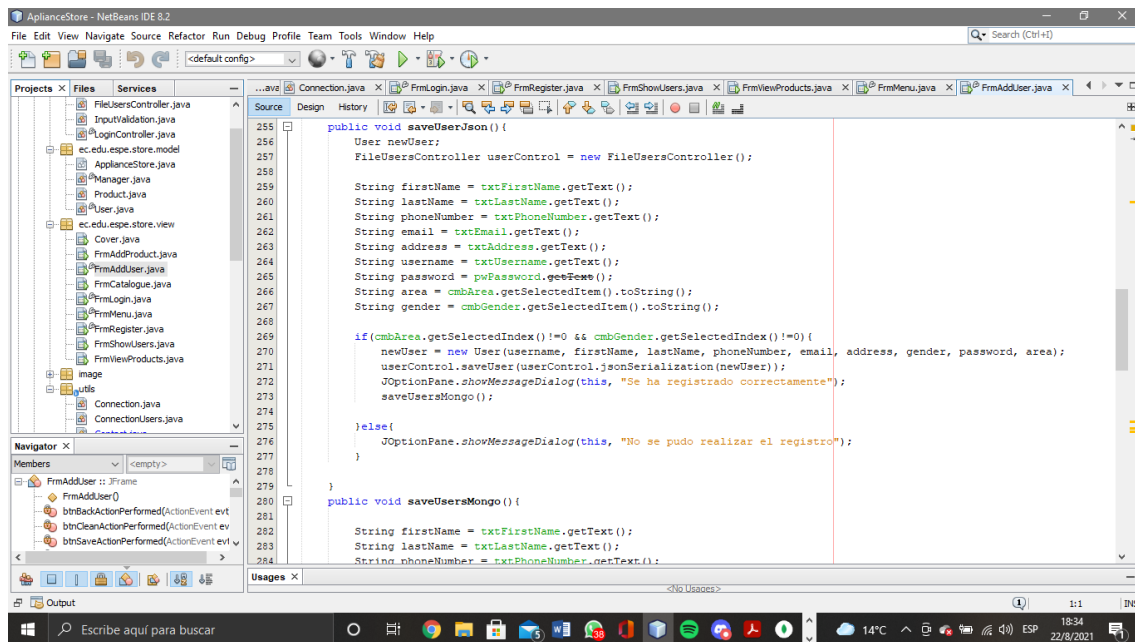 ApplianceStore - NetBeans IDE 8.2
File Edit View Navigate Source Refactor Run Debug Profile Team Tools Window Help
Search (Ctrl+I)
<default config>
Projects Files Services
FileUsersController.java
InputValidation.java
LoginController.java
ec.edu.espe.store.model
ApplianceStore.java
Manager.java
Product.java
User.java
ec.edu.espe.store.view
Cover.java
FrmAddProduct.java
FrmAddUser.java
FrmCatalogue.java
FrmLogin.java
FrmMenu.java
FrmRegister.java
FrmShowUsers.java
FrmViewProducts.java
image
utils
Connection.java
ConnectionUsers.java
...ava Connection.java FrmLogin.java FrmRegister.java FrmShowUsers.java FrmViewProducts.java FrmMenu.java FrmAddUser.java
Source Design History
255 public void saveUserJson(){
256 User newUser;
257 FileUsersController userControl = new FileUsersController();
258
259 String firstName = txtFirstName.getText();
260 String lastName = txtLastName.getText();
261 String phoneNumber = txtPhoneNumber.getText();
262 String email = txtEmail.getText();
263 String address = txtAddress.getText();
264 String username = txtUsername.getText();
265 String password = pwPassword.getText();
266 String area = cmbArea.getSelectedItem().toString();
267 String gender = cmbGender.getSelectedItem().toString();
268
269 if(cmbArea.getSelectedIndex()!=0 && cmbGender.getSelectedIndex()!=0){
270 newUser = new User(username, firstName, lastName, phoneNumber, email, address, gender, password, area);
271 userControl.saveUser(userControl.jsonSerialization(newUser));
272 JOptionPane.showMessageDialog(this, "Se ha registrado correctamente");
273 saveUsersMongo();
274
275 }else{
276 JOptionPane.showMessageDialog(this, "No se pudo realizar el registro");
277 }
278
279 }
280 public void saveUsersMongo(){
281
282 String firstName = txtFirstName.getText();
283 String lastName = txtLastName.getText();
284 String phoneNumber = txtPhoneNumber.getText();
Navigator
Members <empty>
FrmAddUser :: JFrame
FrmAddUser()
btnBackActionPerformed(ActionEvent evt
btnCleanActionPerformed(ActionEvent ev
btnSaveActionPerformed(ActionEvent evt
Usages
<No Usages>
Output
1 1:1 INS
Escribe aquí para buscar
5
38
14°C
ESP
18:34
22/8/2021